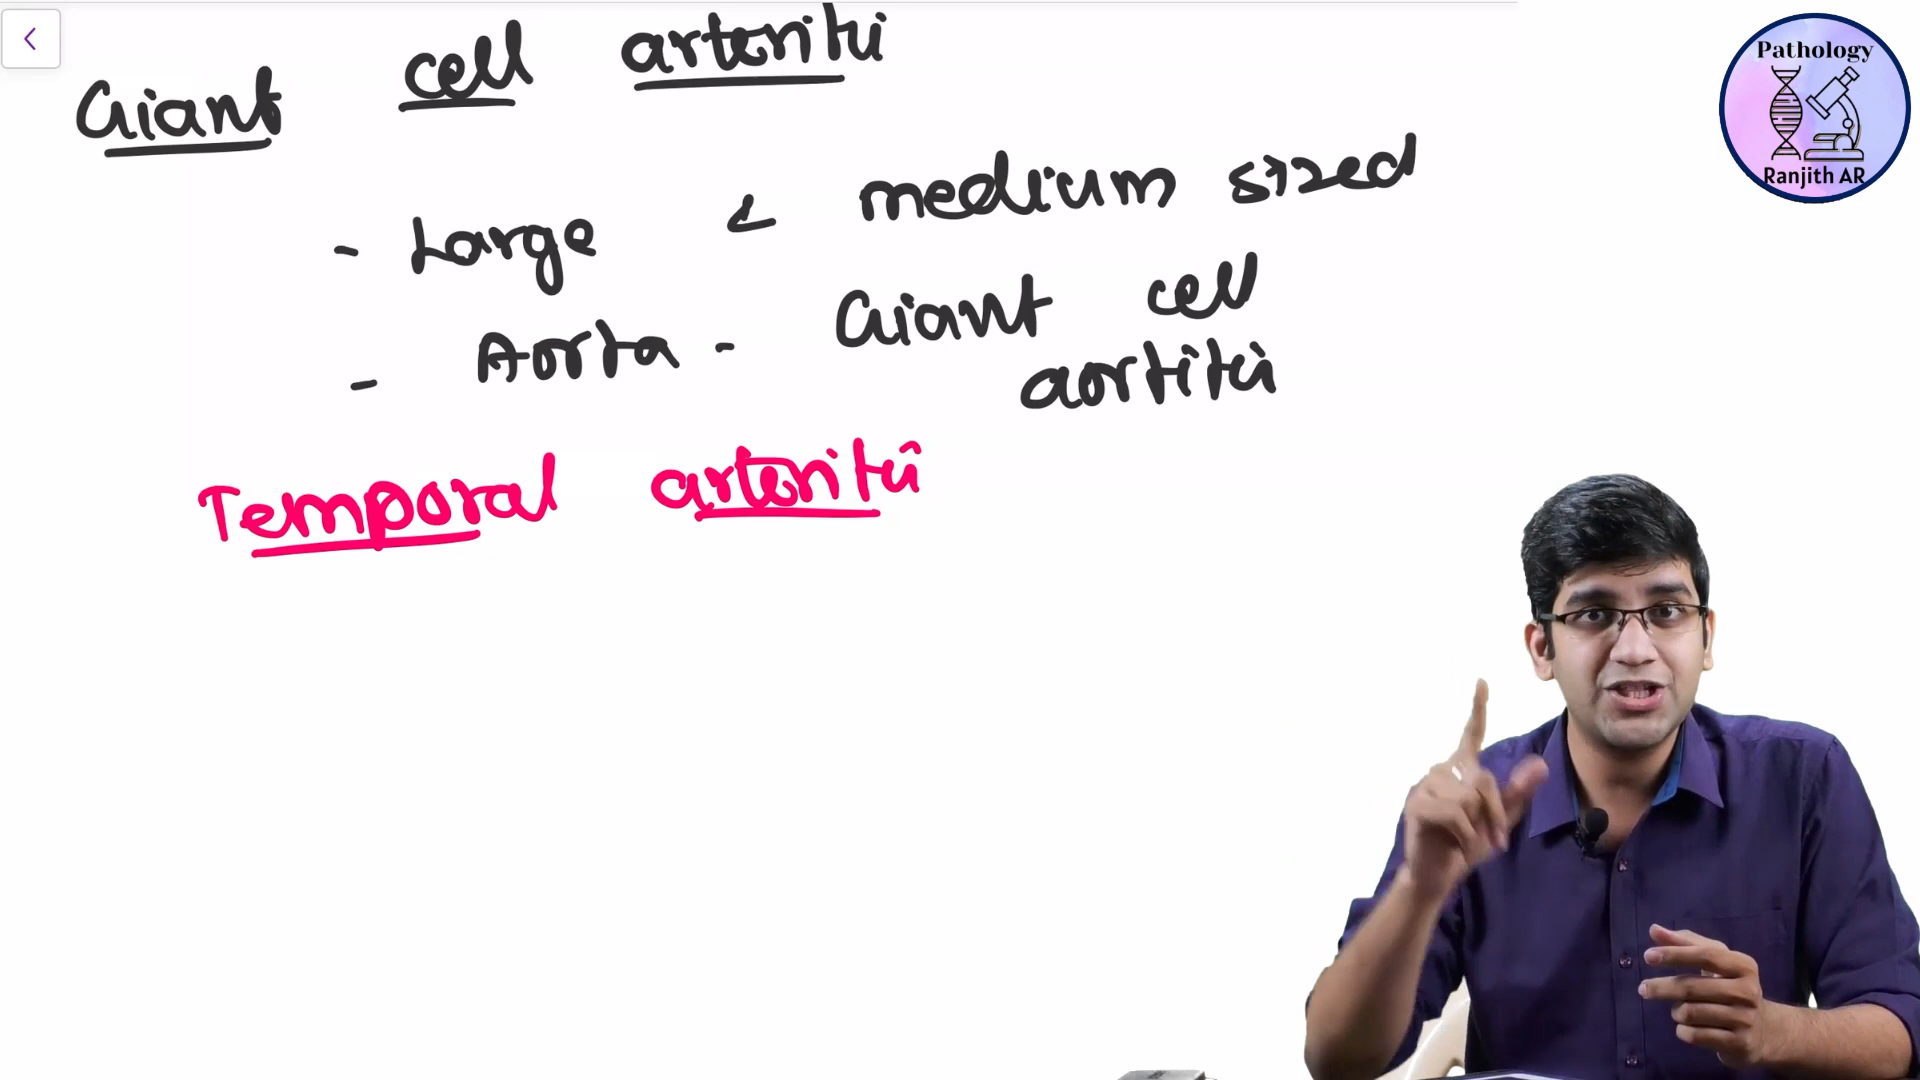 Giant cell arteritis
- Large & medium sized
- Aorta - Giant cell
aortitis
Temporal arteritis
Pathology
Ranjith AR